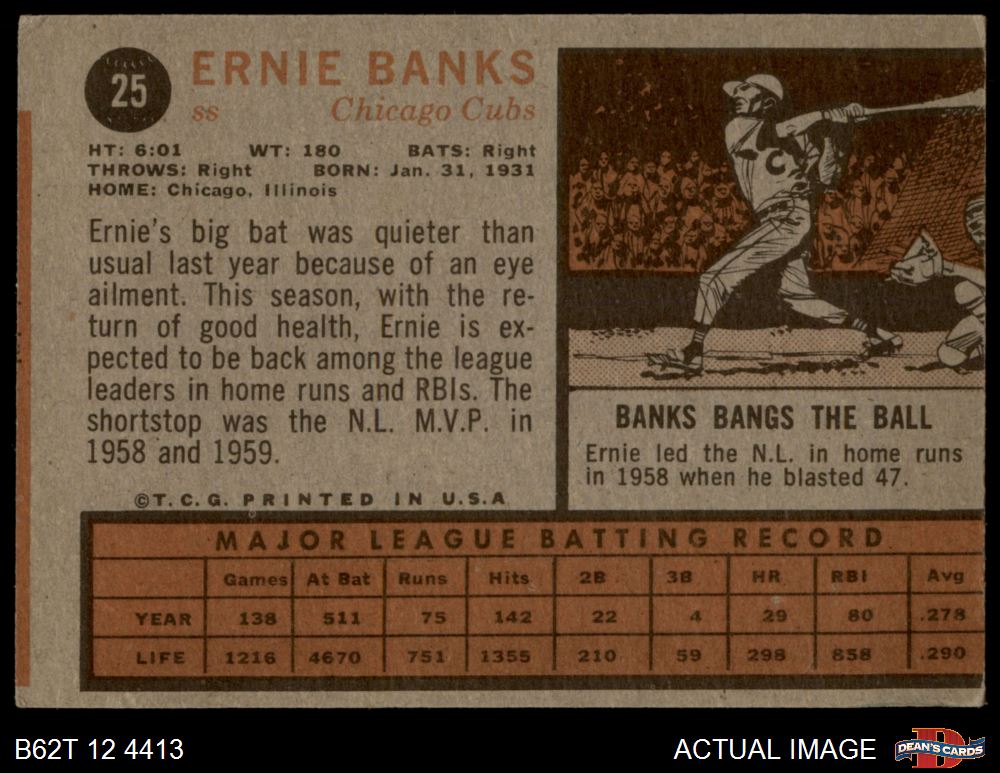 25
ERNIE BANKS
ss Chicago Cubs
HT: 6:01 WT: 180 BATS: Right
THROWS: Right BORN: Jan. 31, 1931
HOME: Chicago, Illinois
Ernie's big bat was quieter than
usual last year because of an eye
ailment. This season, with the re-
turn of good health, Ernie is ex-
pected to be back among the league
leaders in home runs and RBIs. The
shortstop was the N.L. M.V.P. in
1958 and 1959.
©T.C.G. PRINTED IN U.S.A
C
BANKS BANGS THE BALL
Ernie led the N.L. in home runs
in 1958 when he blasted 47.
MAJOR LEAGUE BATTING RECORD
Games At Bat Runs Hits 2B 3B HR RBI Avg
YEAR 138 511 75 142 22 4 29 80 .278
LIFE 1216 4670 751 1355 210 59 298 858 .290
B62T 12 4413
ACTUAL IMAGE
D
DEAN'S CARDS